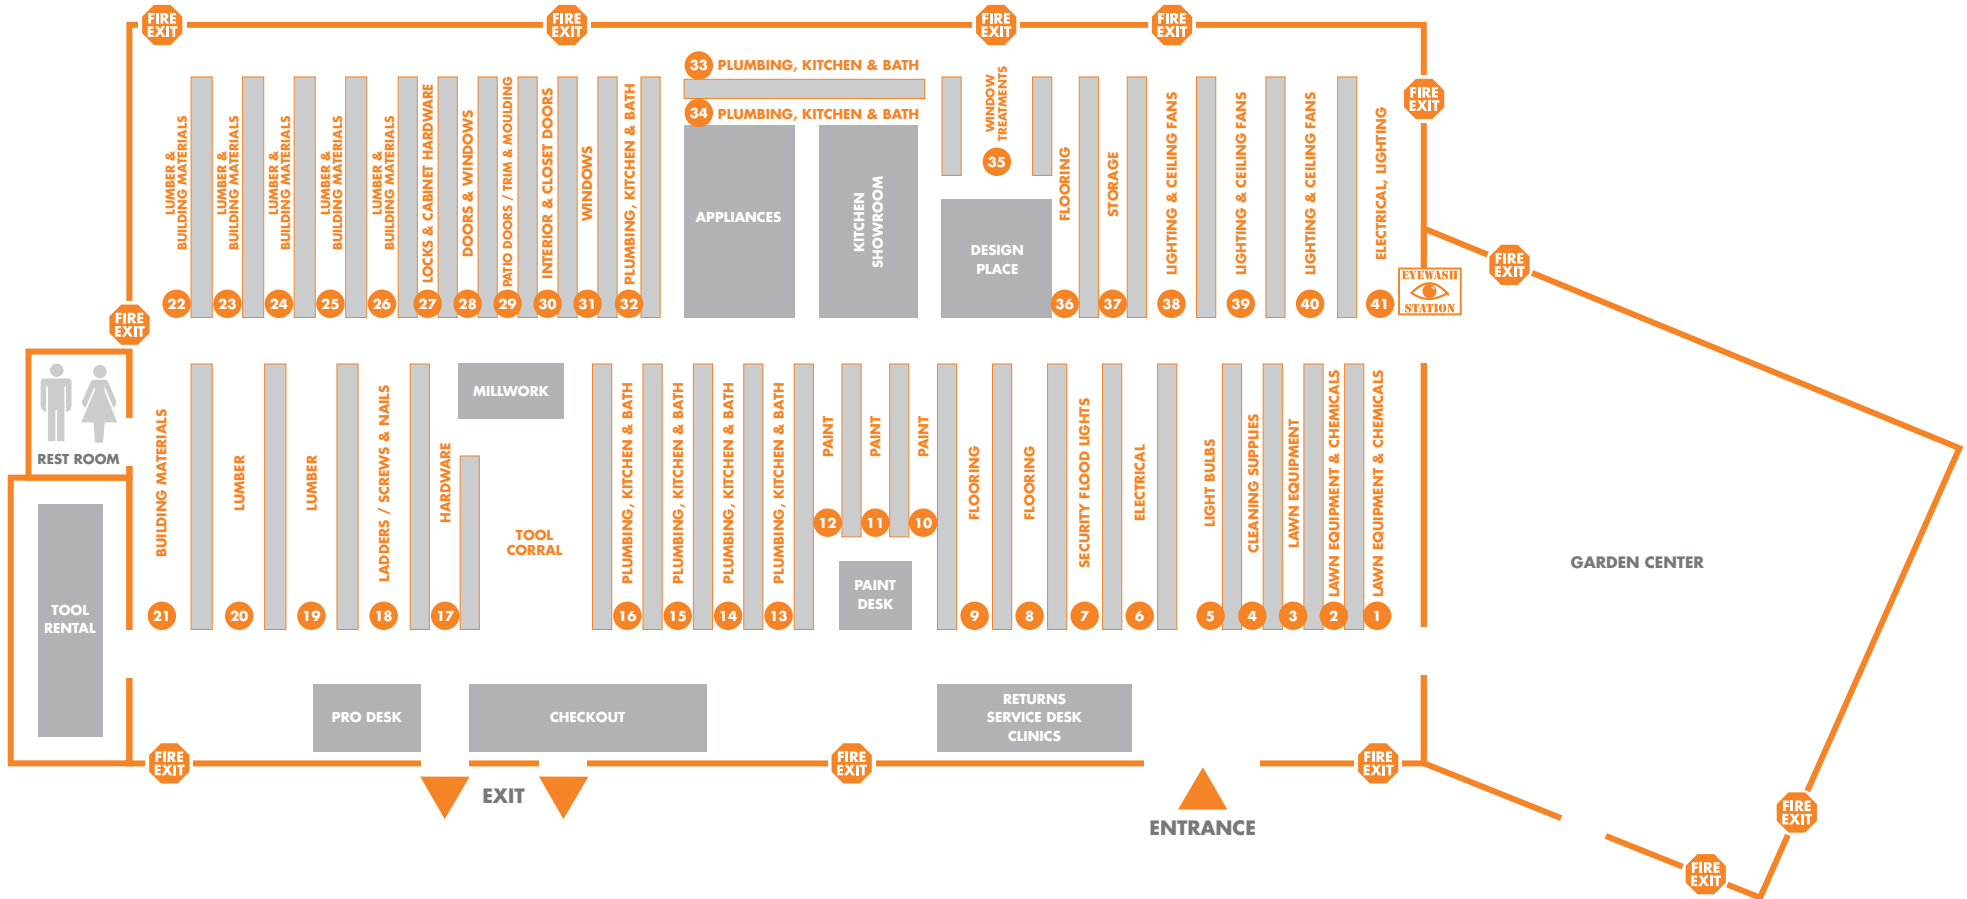 FIRE
EXIT
FIRE
EXIT
FIRE
EXIT
FIRE
EXIT
33 PLUMBING, KITCHEN & BATH
34 PLUMBING, KITCHEN & BATH
FIRE
EXIT
LUMBER &
BUILDING MATERIALS
22
LUMBER &
BUILDING MATERIALS
23
LUMBER &
BUILDING MATERIALS
24
LUMBER &
BUILDING MATERIALS
25
LUMBER &
BUILDING MATERIALS
26
LOCKS & CABINET HARDWARE
27
DOORS & WINDOWS
28
PATIO DOORS / TRIM & MOULDING
29
INTERIOR & CLOSET DOORS
30
WINDOWS
31
PLUMBING, KITCHEN & BATH
32
APPLIANCES
KITCHEN
SHOWROOM
WINDOW
TREATMENTS
35
DESIGN
PLACE
FLOORING
36
STORAGE
37
LIGHTING & CEILING FANS
38
LIGHTING & CEILING FANS
39
LIGHTING & CEILING FANS
40
ELECTRICAL, LIGHTING
41
EYEWASH
STATION
FIRE
EXIT
FIRE
EXIT
REST ROOM
TOOL
RENTAL
BUILDING MATERIALS
21
LUMBER
20
LUMBER
19
LADDERS / SCREWS & NAILS
18
HARDWARE
17
MILLWORK
TOOL
CORRAL
PLUMBING, KITCHEN & BATH
16
PLUMBING, KITCHEN & BATH
15
PLUMBING, KITCHEN & BATH
14
PLUMBING, KITCHEN & BATH
13
PAINT
12
PAINT
11
PAINT
10
PAINT
DESK
FLOORING
9
FLOORING
8
SECURITY FLOOD LIGHTS
7
ELECTRICAL
6
LIGHT BULBS
5
CLEANING SUPPLIES
4
LAWN EQUIPMENT
3
LAWN EQUIPMENT & CHEMICALS
2
LAWN EQUIPMENT & CHEMICALS
1
GARDEN CENTER
PRO DESK
CHECKOUT
RETURNS
SERVICE DESK
CLINICS
FIRE
EXIT
FIRE
EXIT
FIRE
EXIT
EXIT
ENTRANCE
FIRE
EXIT
FIRE
EXIT